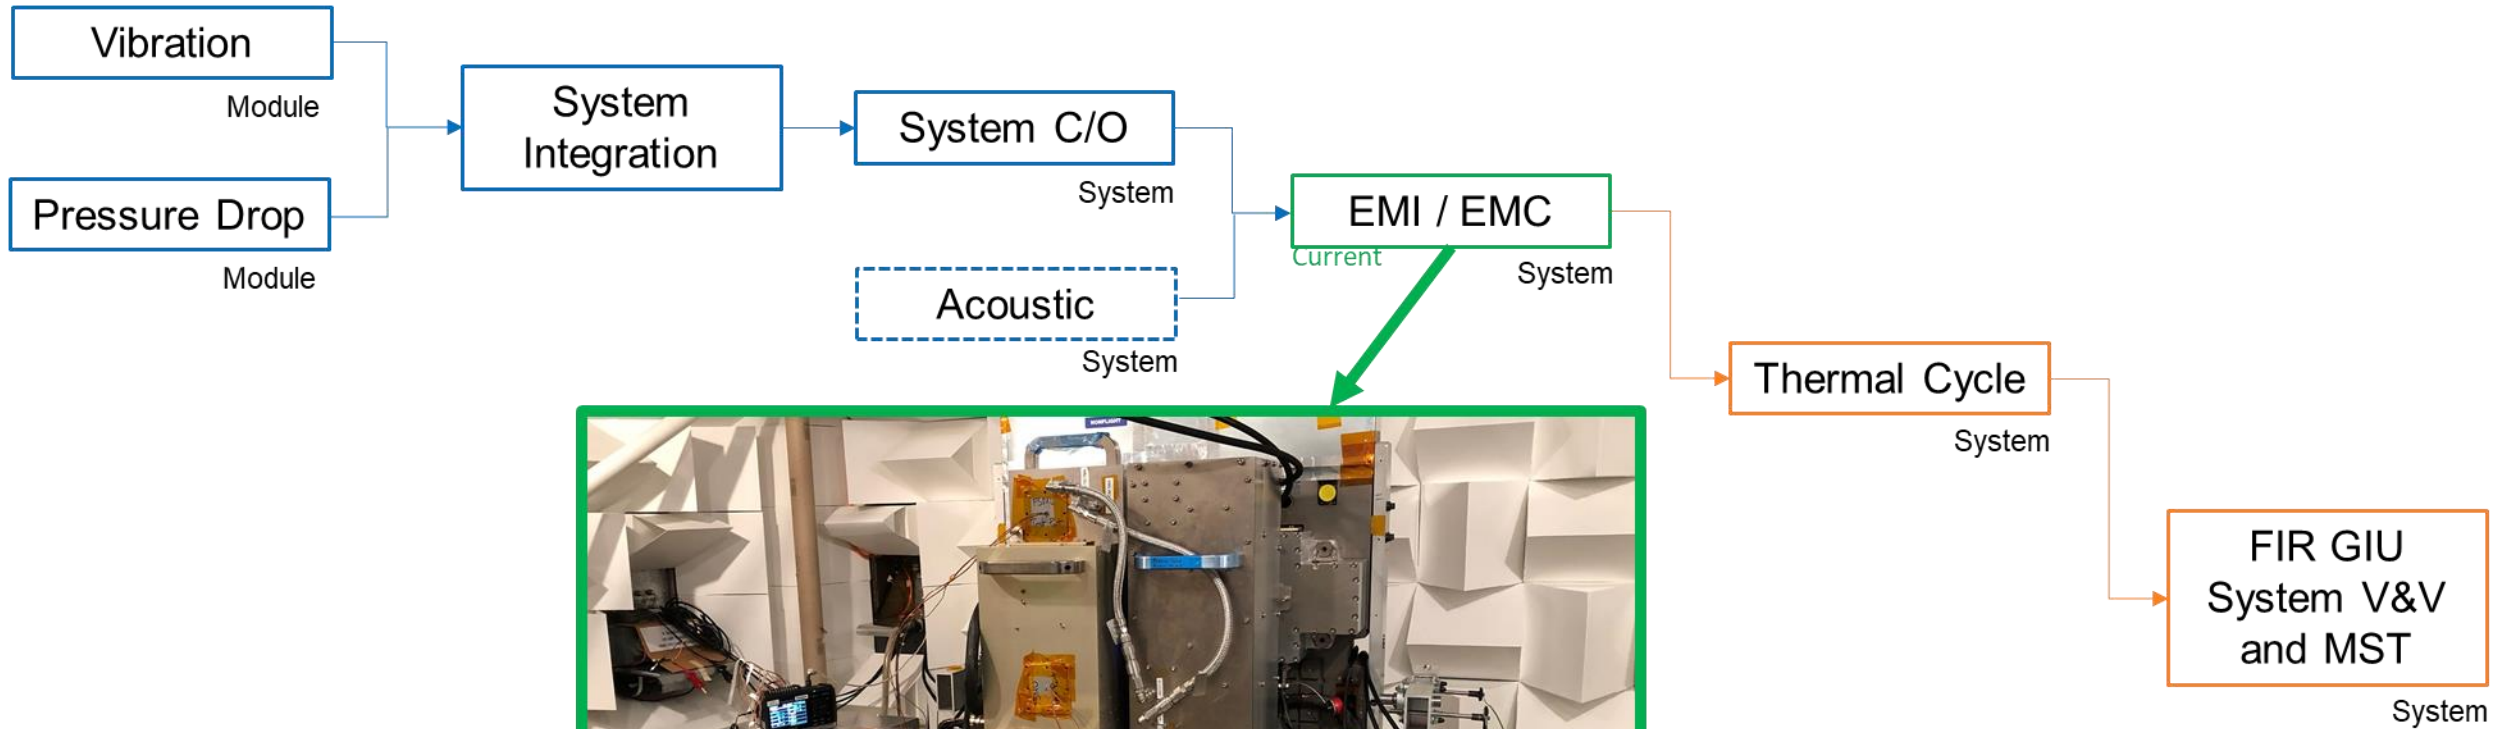 Vibration
Module
Pressure Drop
Module
System
Integration
System C/O
System
Acoustic
System
EMI / EMC
Current
System
Thermal Cycle
System
FIR GIU
System V&V
and MST
System
NONFLIGHT